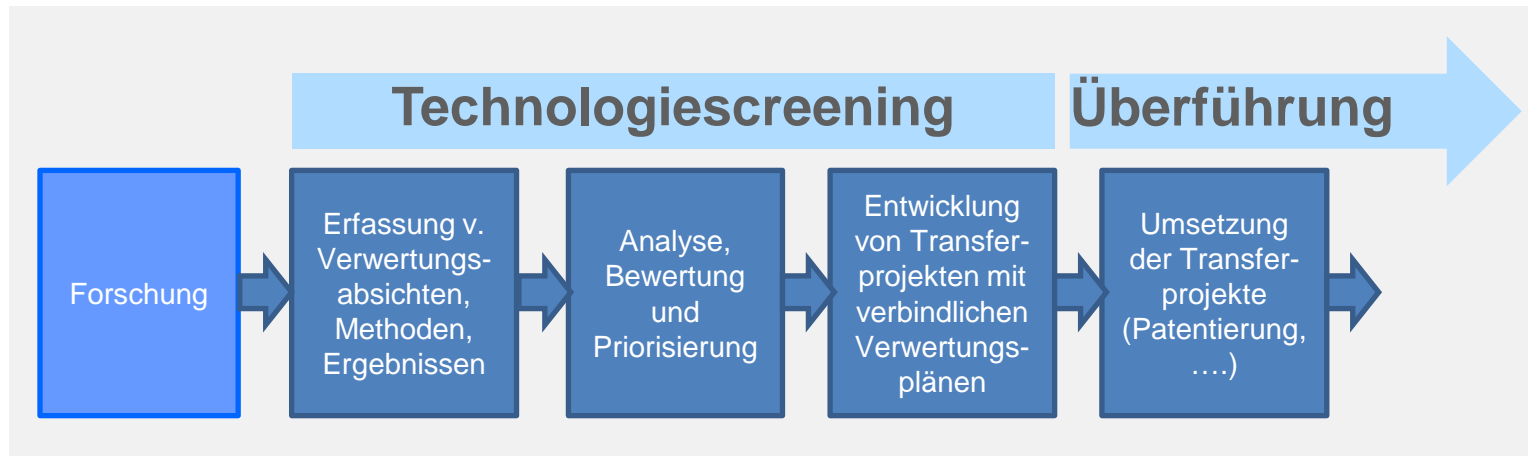 Technologiescreening
Überführung
Forschung
Erfassung v.
Verwertungs-
absichten,
Methoden,
Ergebnissen
Analyse,
Bewertung
und
Priorisierung
Entwicklung
von Transfer-
projekten mit
verbindlichen
Verwertungs-
plänen
Umsetzung
der Transfer-
projekte
(Patentierung,
….)